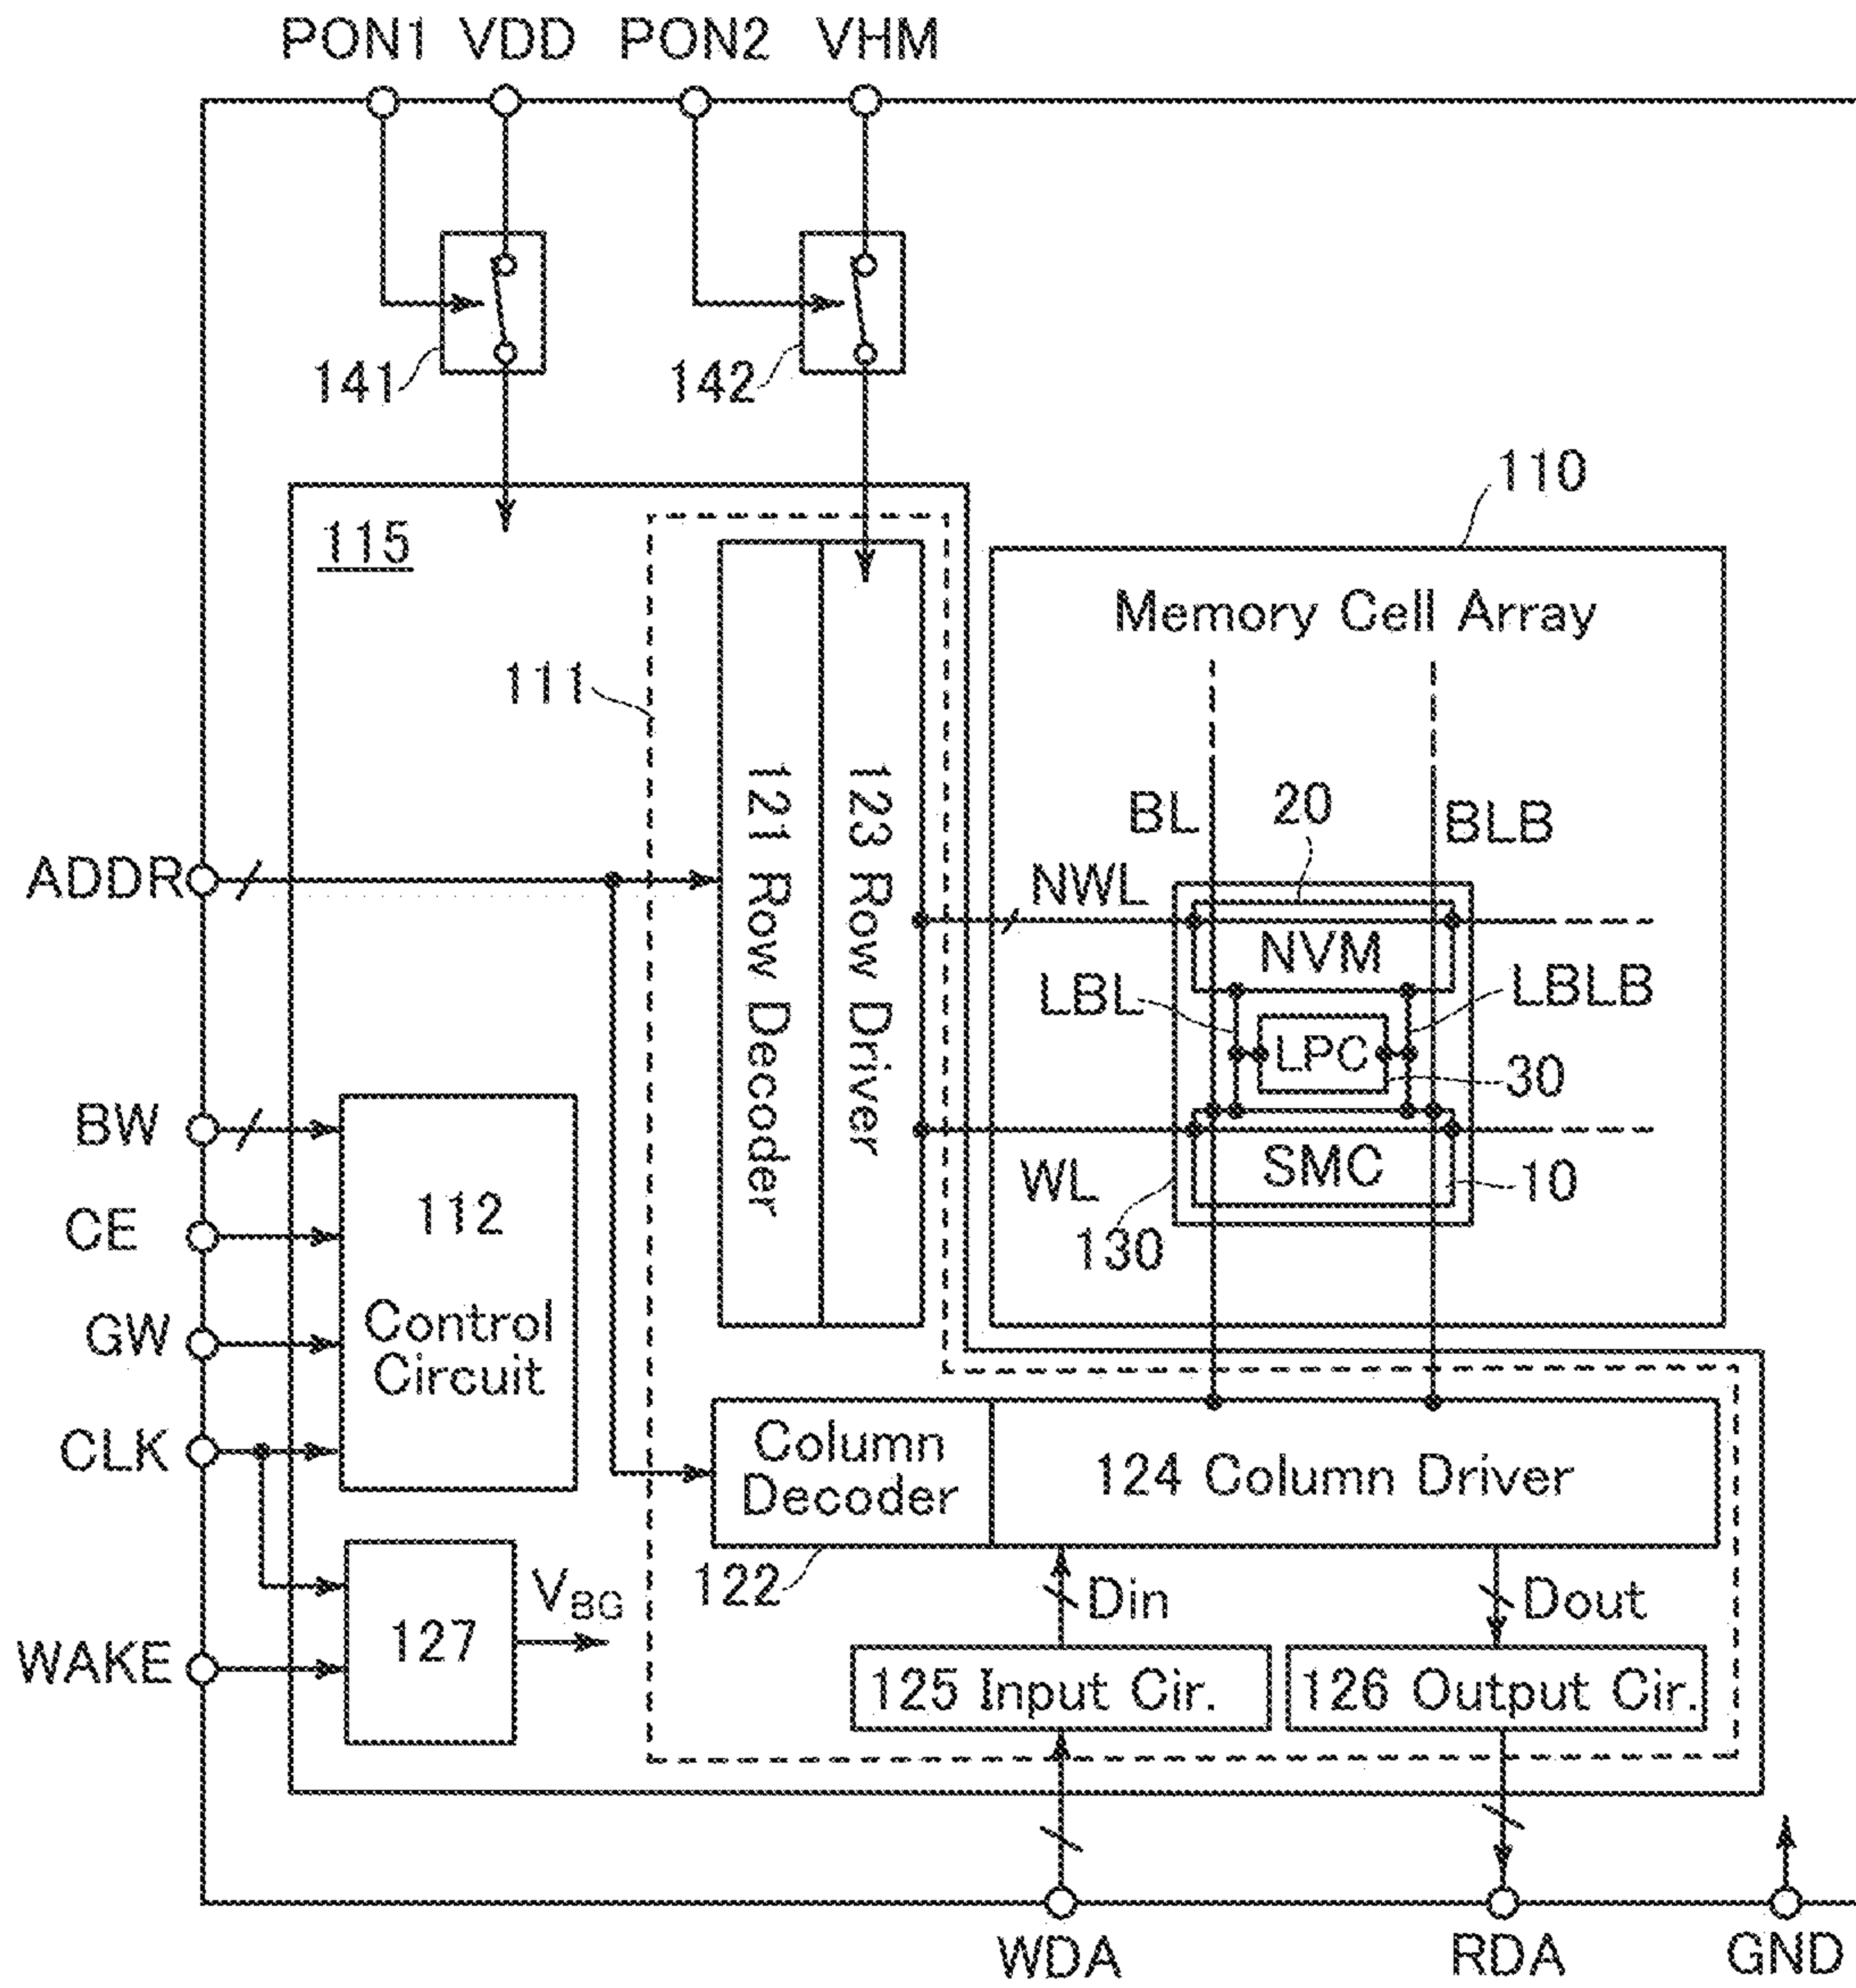 PON1 VDD PON2 VHM
141
142
110
115
Memory Cell Array
111
121 Row Decoder
123 Row Driver
BL
20
BLB
ADDR
NWL
NVM
LBL
LBLB
LPC
30
BW
WL
SMC
10
CE
112
Control
Circuit
130
GW
CLK
Column
Decoder
124 Column Driver
122
Din
Dout
127
VBG
WAKE
125 Input Cir.
126 Output Cir.
WDA
RDA
GND